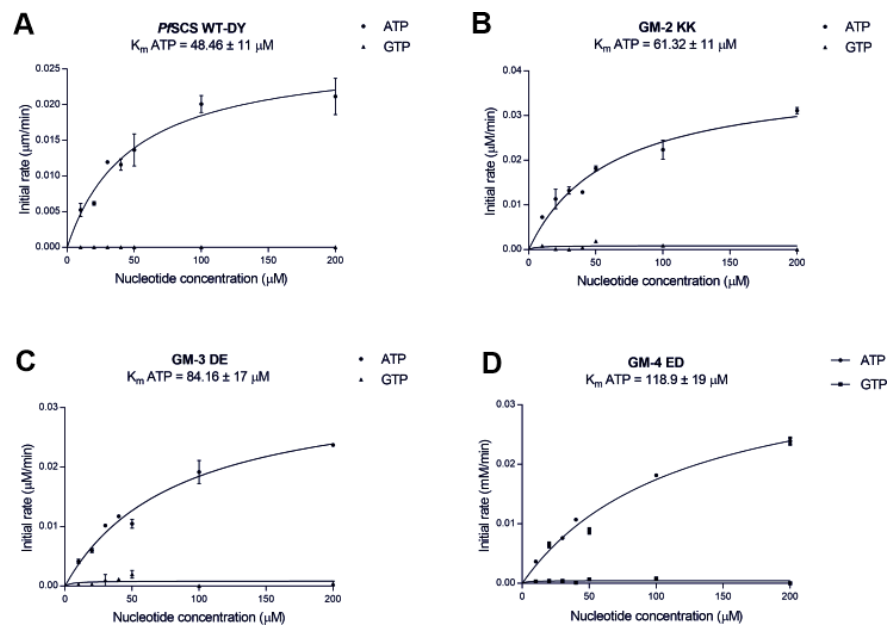 A
PfSCS WT-DY
Km ATP = 48.46 ± 11 μM
ATP
GTP
Initial rate (μm/min)
0.025
0.020
0.015
0.010
0.005
0.000
0 50 100 150 200
Nucleotide concentration (μM)
B
GM-2 KK
Km ATP = 61.32 ± 11 μM
ATP
GTP
Initial rate (μM/min)
0.04
0.03
0.02
0.01
0.00
0 50 100 150 200
Nucleotide concentration (μM)
C
GM-3 DE
Km ATP = 84.16 ± 17 μM
ATP
GTP
Initial rate (μM/min)
0.03
0.02
0.01
0.00
0 50 100 150 200
Nucleotide concentration (μM)
D
GM-4 ED
Km ATP = 118.9 ± 19 μM
ATP
GTP
Initial rate (mM/min)
0.03
0.02
0.01
0.00
0 50 100 150 200
Nucleotide concentration (μM)